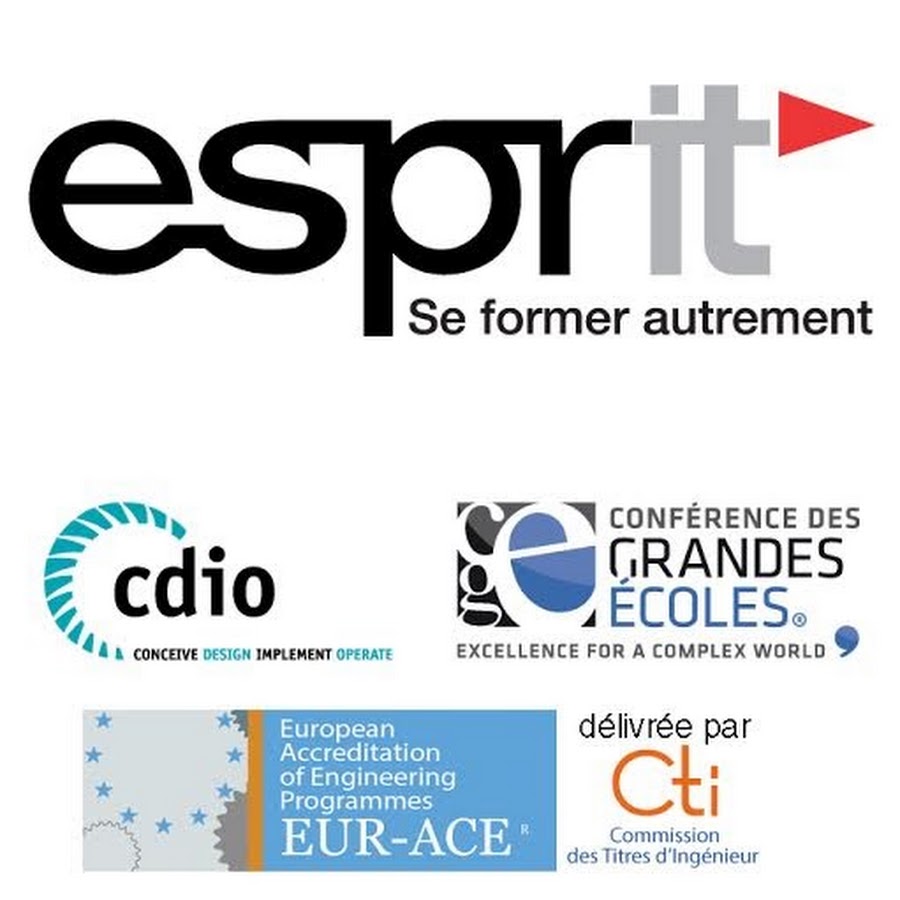 esprit
Se former autrement
cdio
CONCEIVE DESIGN IMPLEMENT OPERATE
cge
CONFÉRENCE DES
GRANDES
ÉCOLES®
EXCELLENCE FOR A COMPLEX WORLD
European
Accreditation
of Engineering
Programmes
EUR-ACE ®
délivrée par
Cti
Commission
des Titres d'Ingénieur